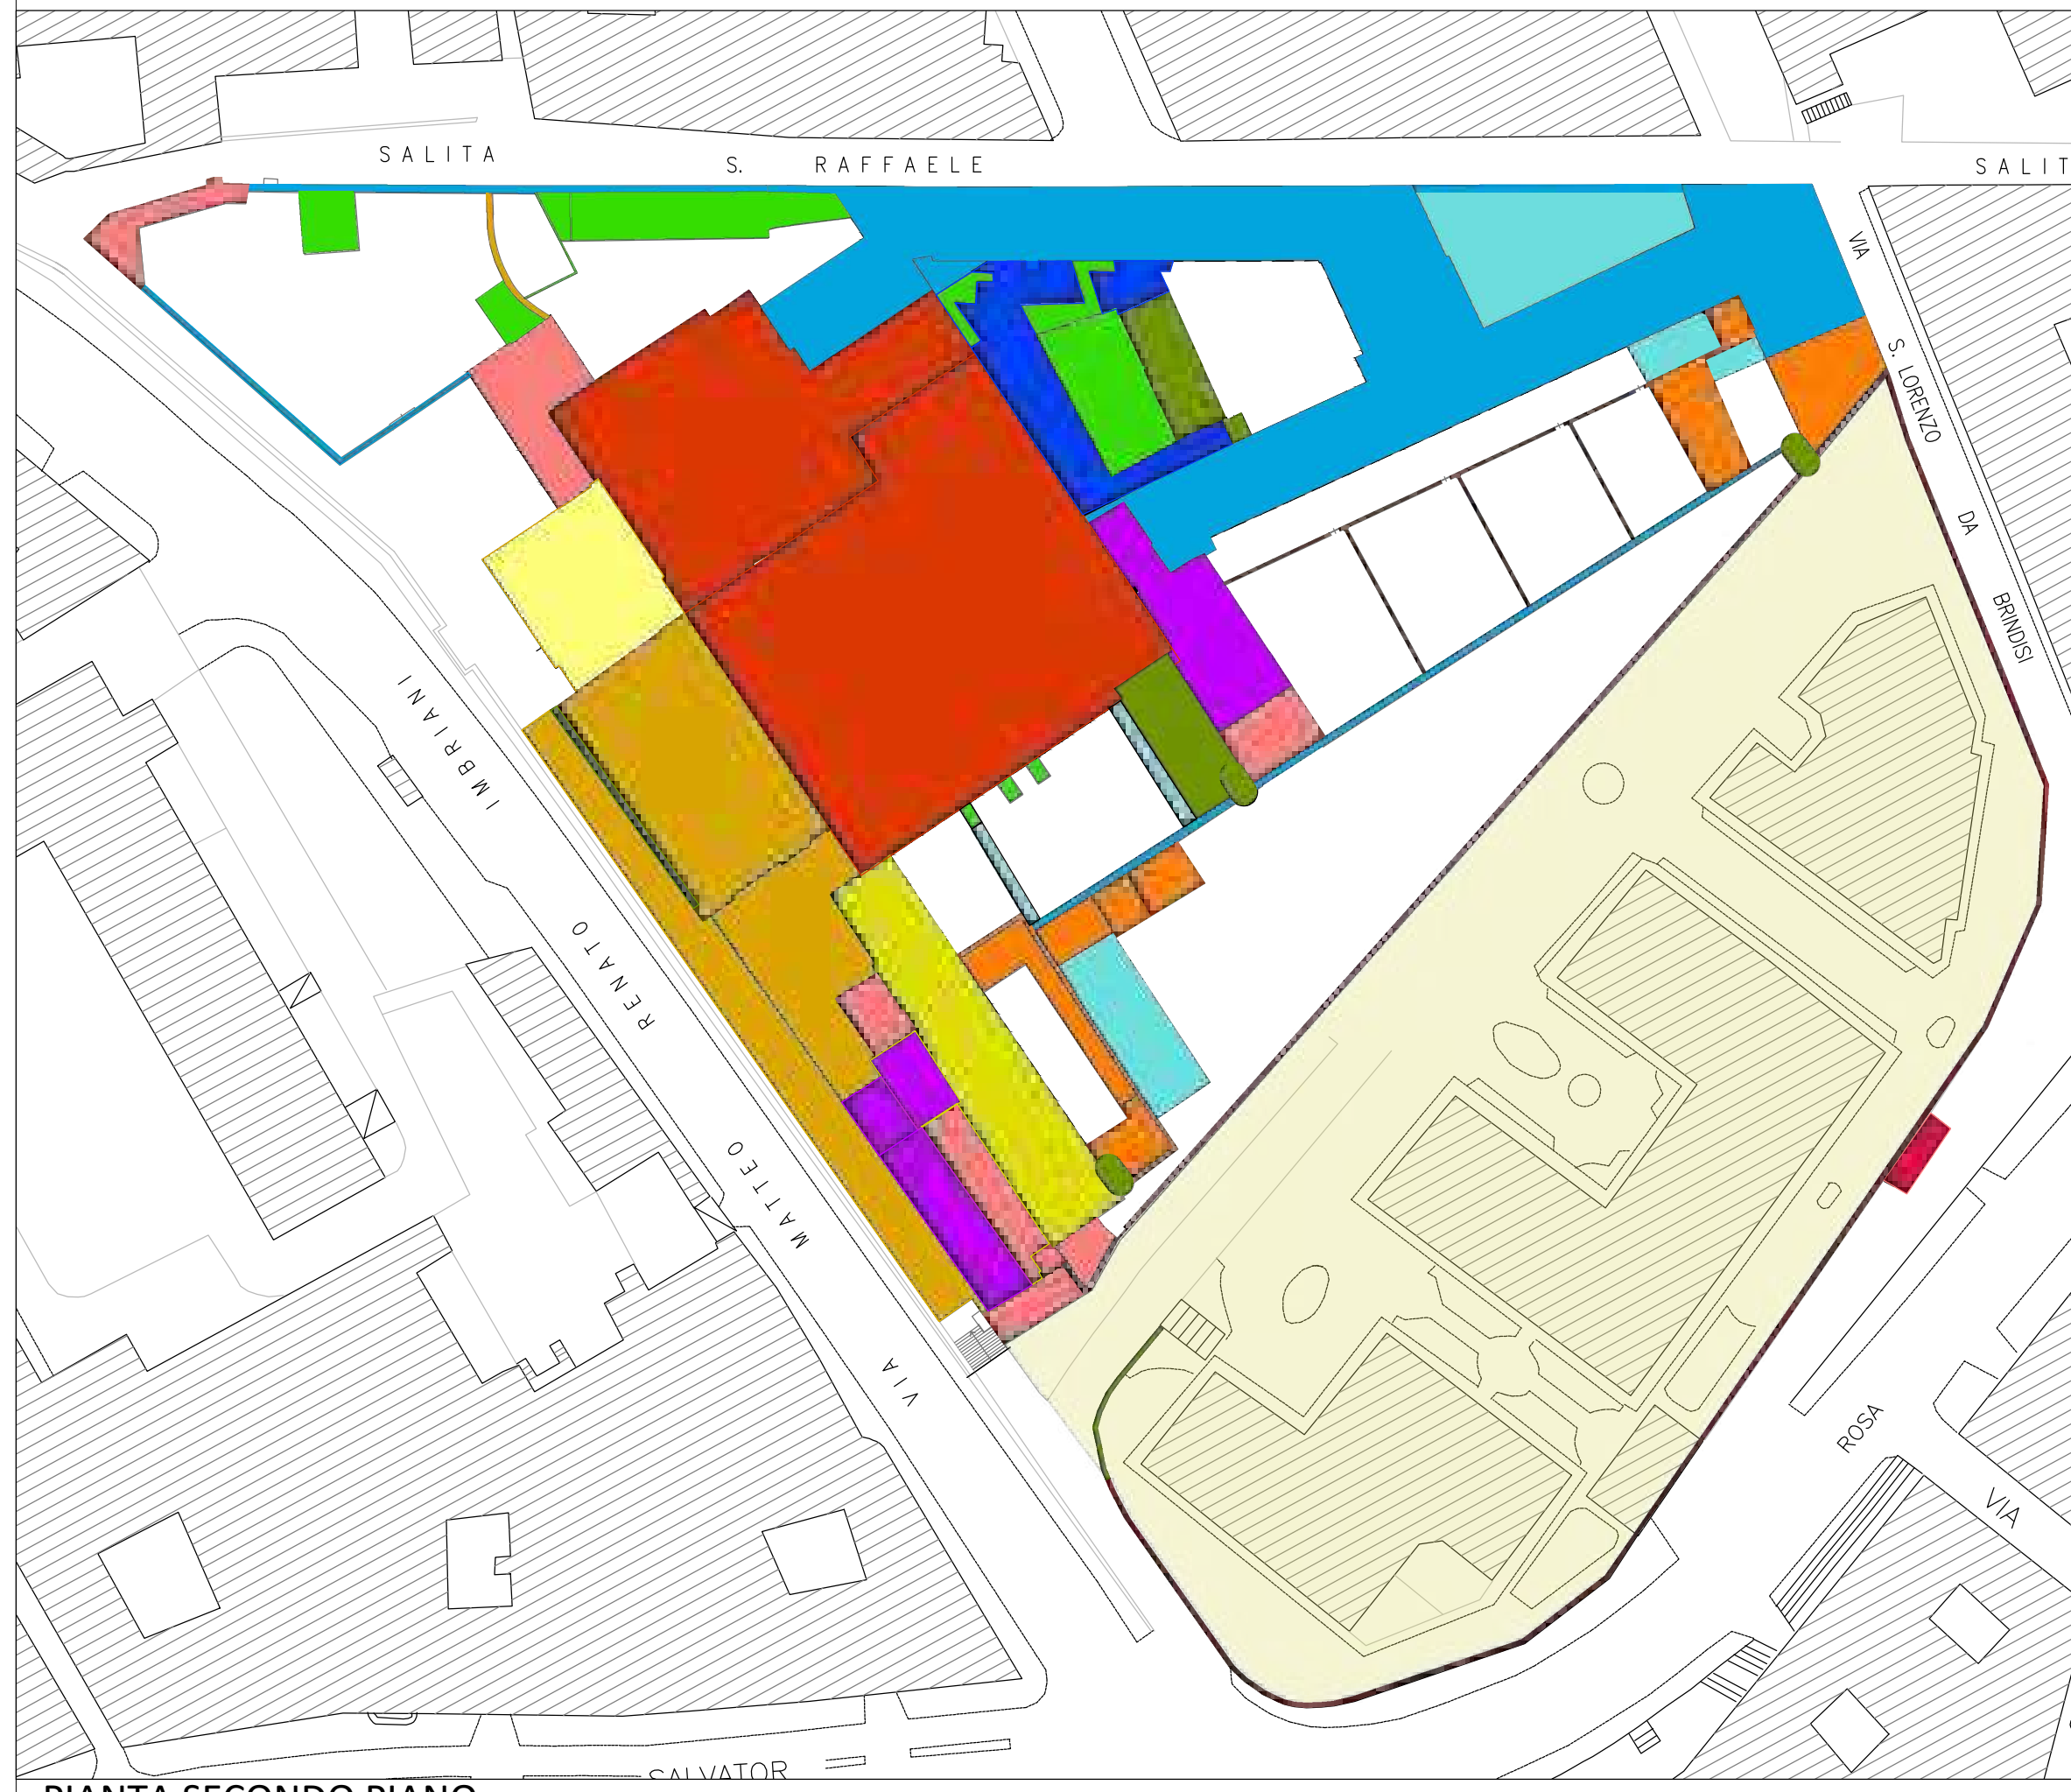 SALITA S. RAFFAELE
SALIT
VIA S. LORENZO DA BRINDISI
VIA MATTEO RENATO IMBRIANI
VIA
ROSA
SALVATOR
PIANTA SECONDO PIANO